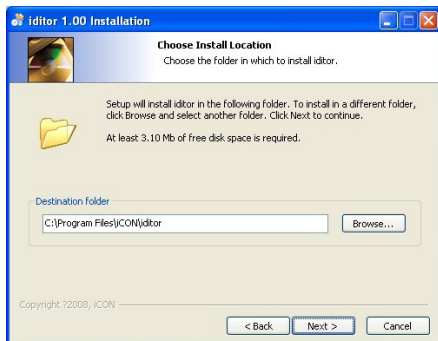 iditor 1.00 Installation
Choose Install Location
Choose the folder in which to install iditor.
Setup will install iditor in the following folder. To install in a different folder,
click Browse and select another folder. Click Next to continue.
At least 3.10 Mb of free disk space is required.
Destination folder
C:\Program Files\iCON\iditor
Browse...
Copyright ?2008, iCON
< Back
Next >
Cancel